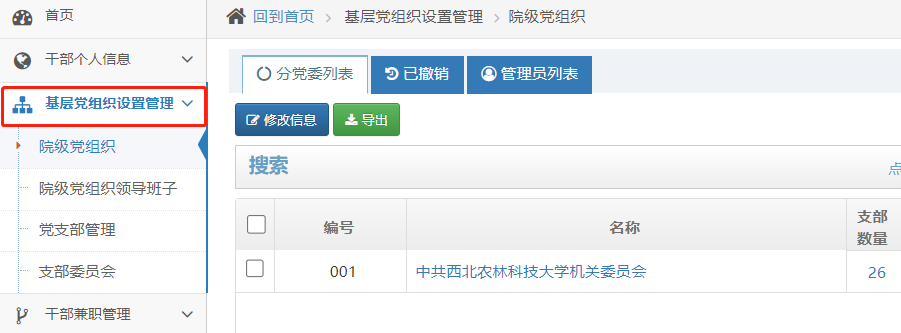 首页
干部个人信息
基层党组织设置管理
院级党组织
院级党组织领导班子
党支部管理
支部委员会
干部兼职管理
回到首页 > 基层党组织设置管理 > 院级党组织
分党委列表 已撤销 管理员列表
修改信息 导出
搜索 点
编号 名称 支部
数量
001 中共西北农林科技大学机关委员会 26